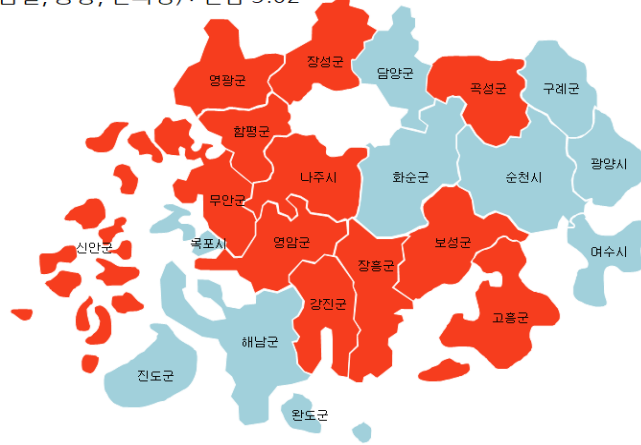 장성군
담양군
영광군
곡성군
구례군
함평군
나주시
화순군
순천시
광양시
무안군
신안군
목포시
영암군
보성군
여수시
장흥군
강진군
고흥군
해남군
진도군
완도군